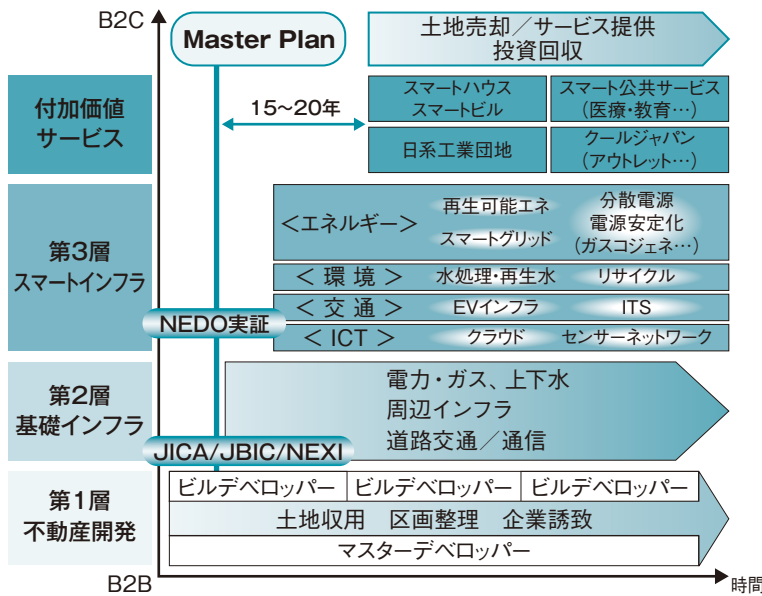 B2C
Master Plan
土地売却／サービス提供
投資回収
付加価値
サービス
15〜20年
スマートハウス
スマートビル
スマート公共サービス
（医療・教育…）
日系工業団地
クールジャパン
（アウトレット…）
第3層
スマートインフラ
＜エネルギー＞
再生可能エネ
スマートグリッド
分散電源
電源安定化
（ガスコジェネ…）
＜環境＞
水処理・再生水
リサイクル
＜交通＞
EVインフラ
ITS
NEDO実証
＜ICT＞
クラウド
センサーネットワーク
第2層
基礎インフラ
電力・ガス、上下水
周辺インフラ
道路交通／通信
JICA/JBIC/NEXI
第1層
不動産開発
ビルデベロッパー
ビルデベロッパー
ビルデベロッパー
土地収用　区画整理　企業誘致
マスターデベロッパー
B2B
時間